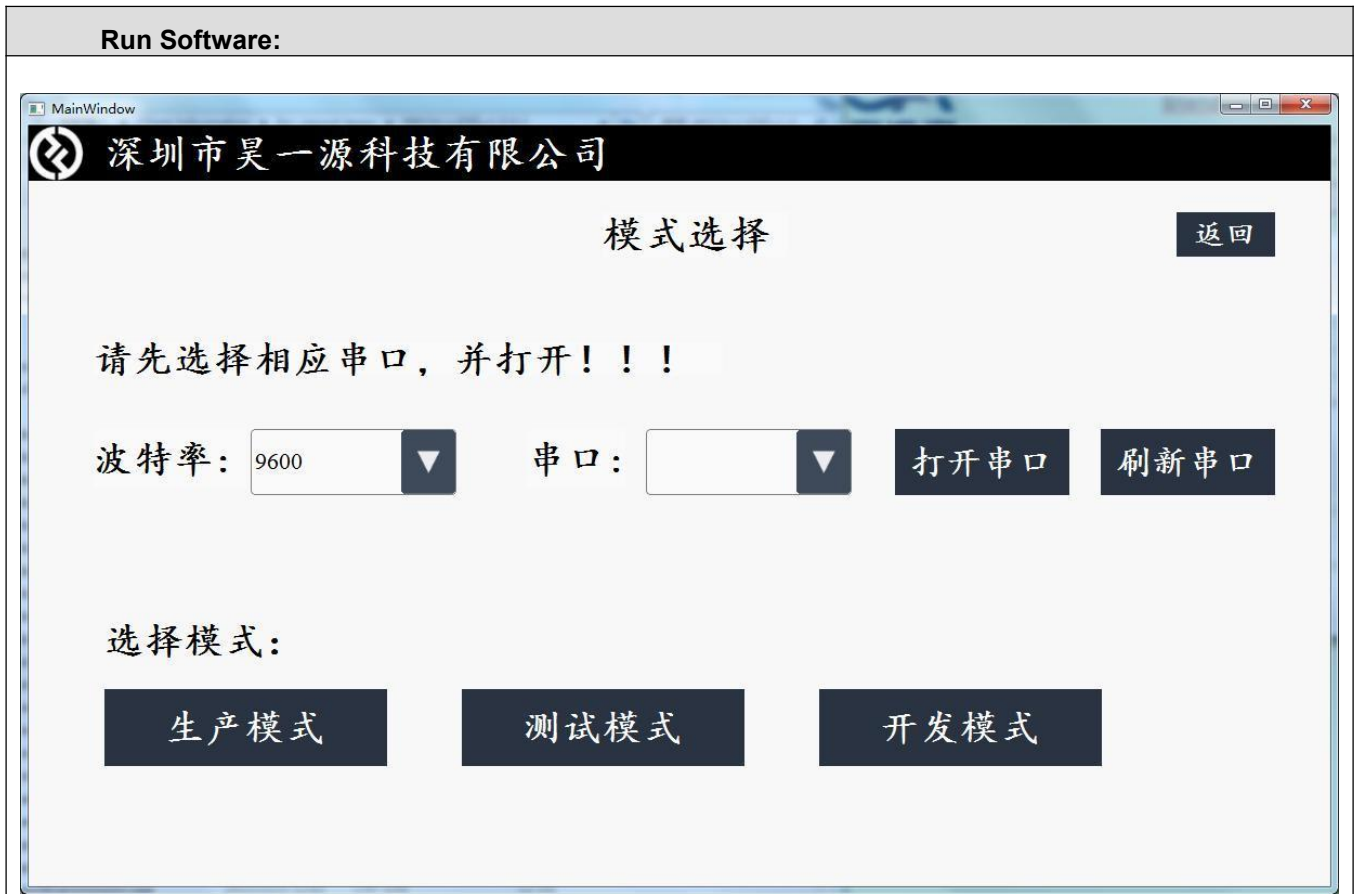 Run Software:
MainWindow
深圳市昊一源科技有限公司
模式选择 返回
请先选择相应串口，并打开！！！
波特率： 9600 串口： 打开串口 刷新串口
选择模式：
生产模式 测试模式 开发模式